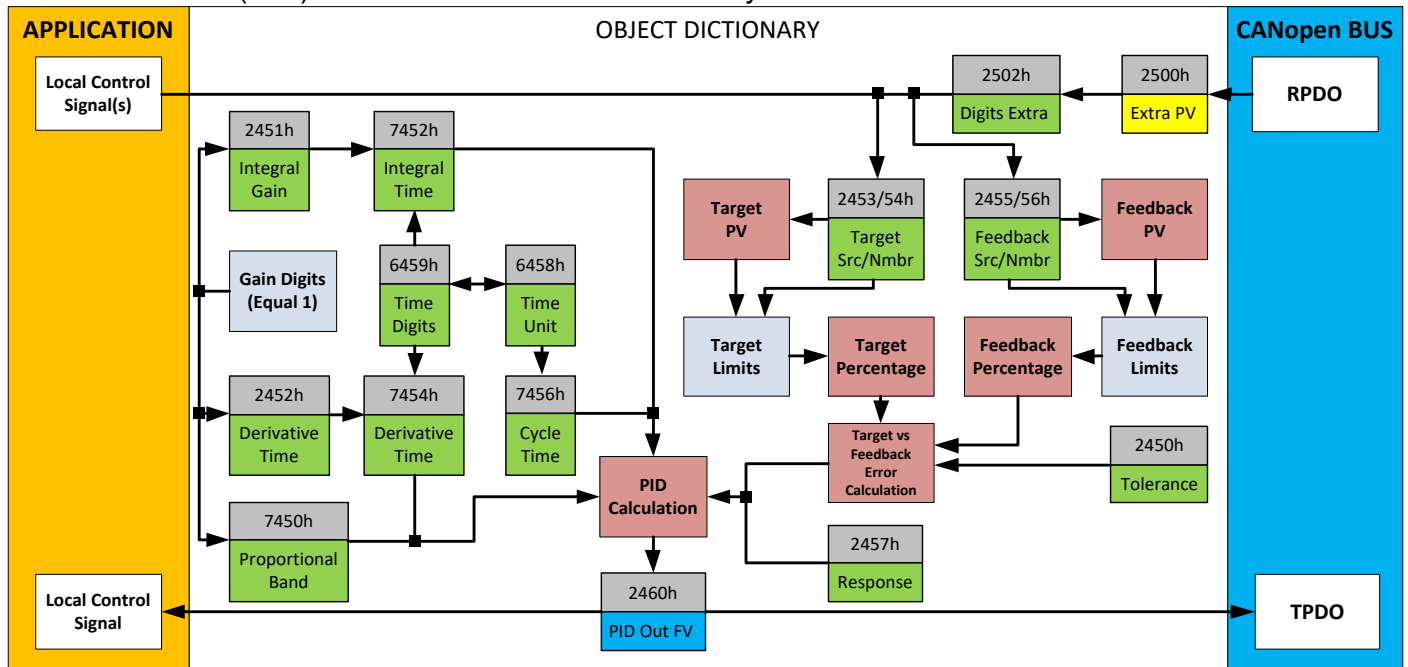 APPLICATION
OBJECT DICTIONARY
CANopen BUS
Local Control
Signal(s)
2502h
Digits Extra
2500h
Extra PV
RPDO
2451h
Integral
Gain
7452h
Integral
Time
Target
PV
2453/54h
Target
Src/Nmbr
2455/56h
Feedback
Src/Nmbr
Feedback
PV
Gain Digits
(Equal 1)
6459h
Time
Digits
6458h
Time
Unit
Target
Limits
Target
Percentage
Feedback
Percentage
Feedback
Limits
2452h
Derivative
Time
7454h
Derivative
Time
7456h
Cycle
Time
PID
Calculation
Target vs
Feedback
Error
Calculation
2450h
Tolerance
7450h
Proportional
Band
2457h
Response
Local Control
Signal
2460h
PID Out FV
TPDO